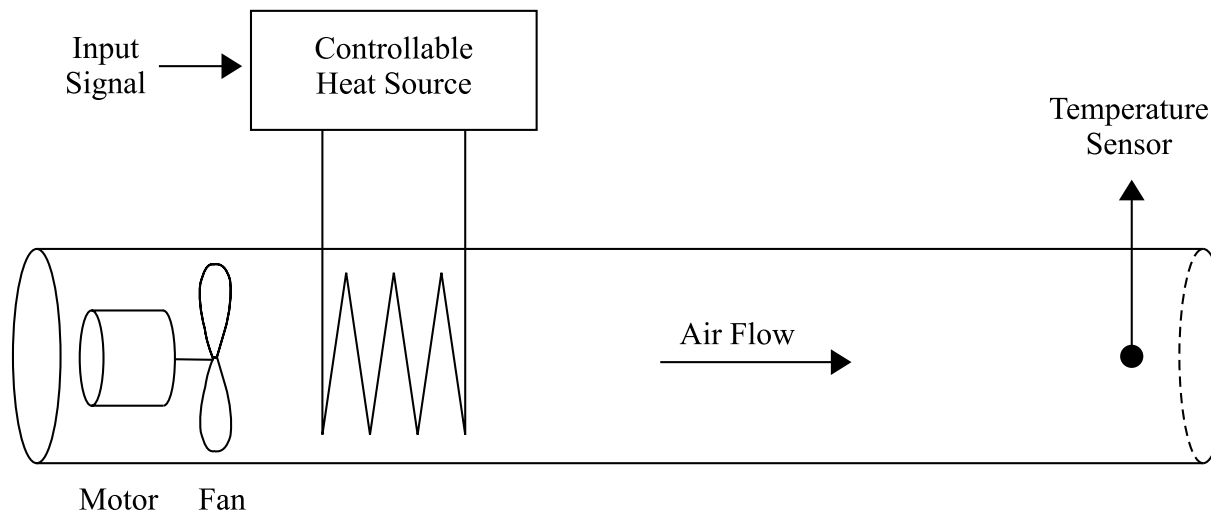 Input
Signal
Controllable
Heat Source
Temperature
Sensor
Air Flow
Motor
Fan